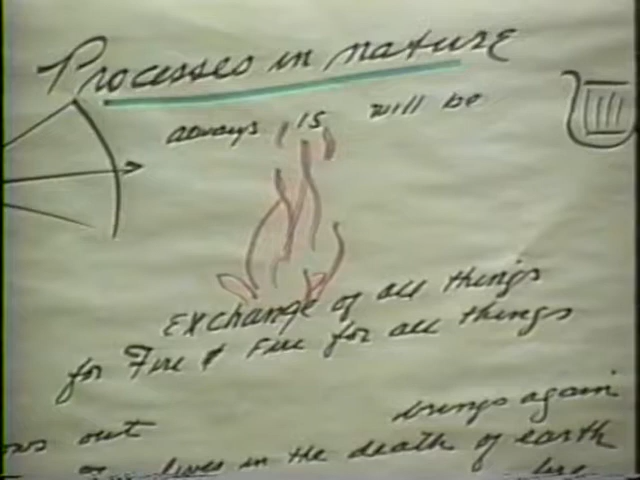 Processes in nature
always is will be
Exchange of all things
for Fire & Fire for all things
brings again
out
lives in the death of earth